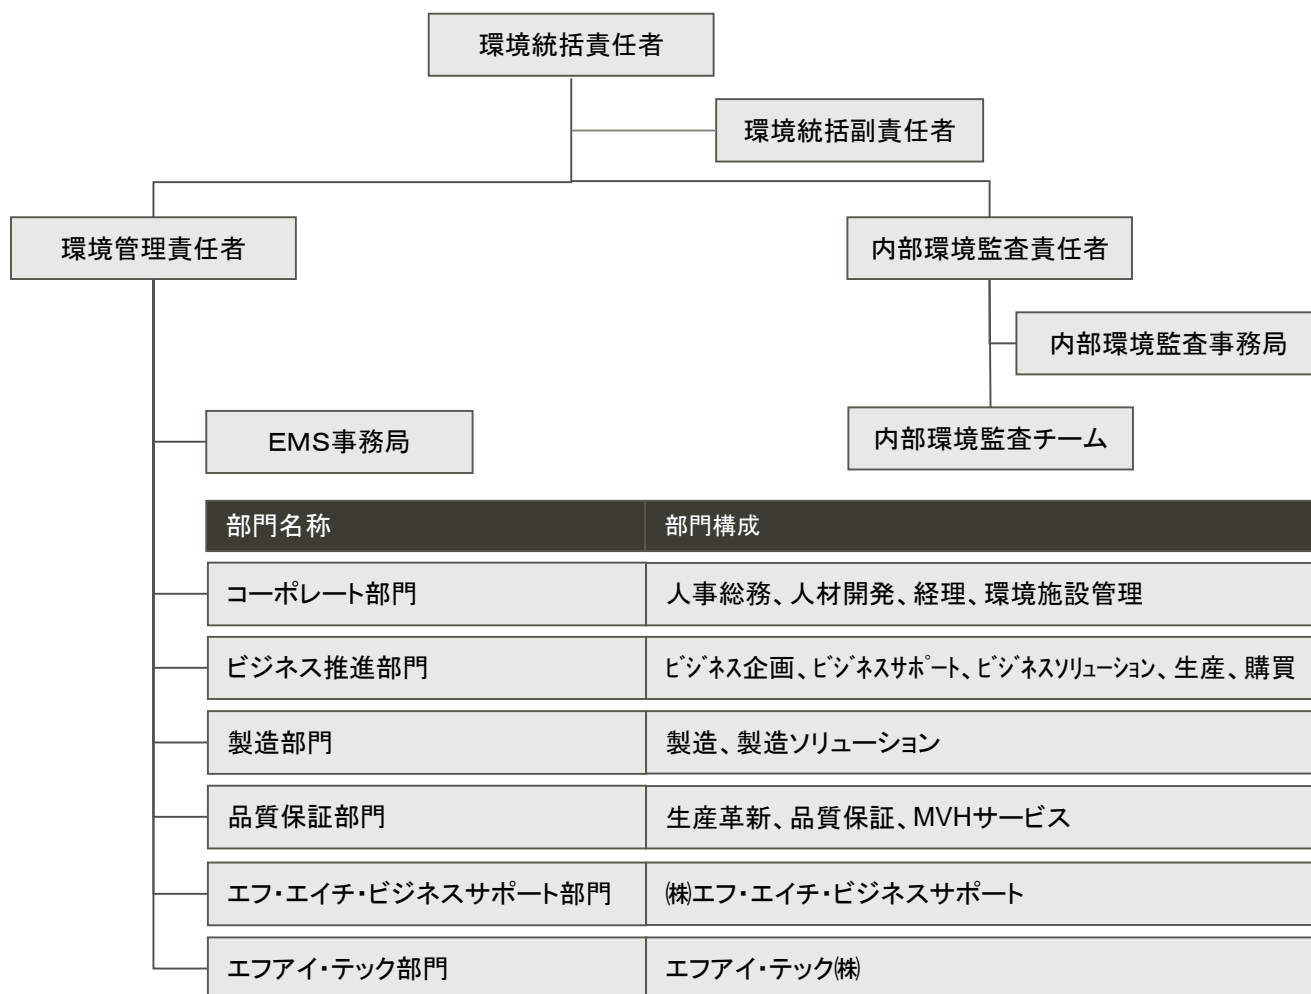 環境統括責任者
環境統括副責任者
環境管理責任者
内部環境監査責任者
内部環境監査事務局
EMS事務局
内部環境監査チーム
部門名称 部門構成
コーポレート部門 人事総務、人材開発、経理、環境施設管理
ビジネス推進部門 ﾋﾞｼﾞﾈｽ企画、ﾋﾞｼﾞﾈｽｻﾎﾟｰﾄ、ﾋﾞｼﾞﾈｽｿﾘｭｰｼｮﾝ、生産、購買
製造部門 製造、製造ソリューション
品質保証部門 生産革新、品質保証、MVHサービス
エフ・エイチ・ビジネスサポート部門 ㈱エフ・エイチ・ビジネスサポート
エフアイ・テック部門 エフアイ・テック㈱